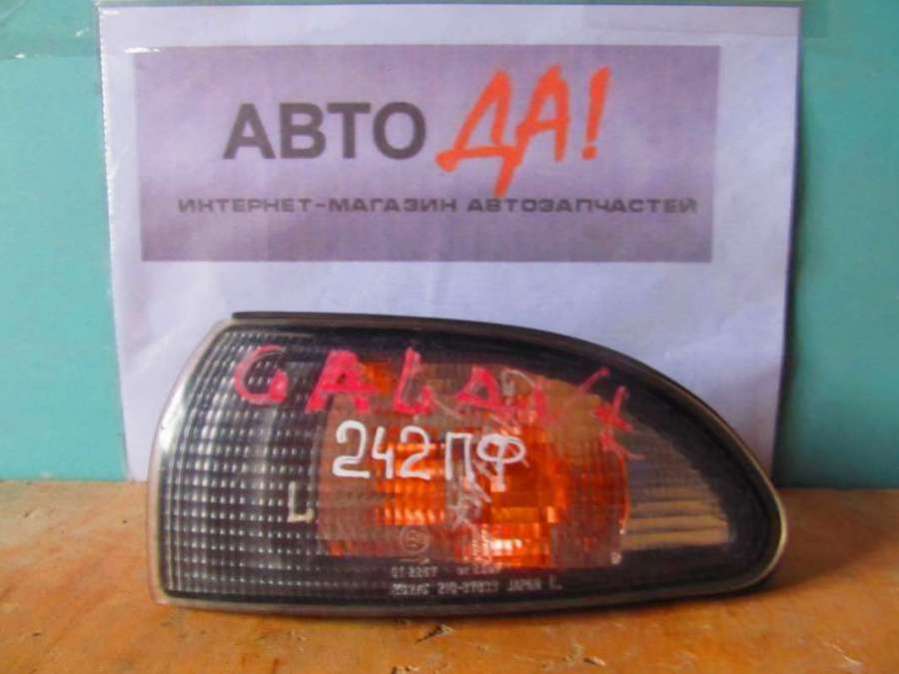 АВТО ДА!
ИНТЕРНЕТ-МАГАЗИН АВТОЗАПЧАСТЕЙ
GALANT
242ПФ
L
JAPAN L